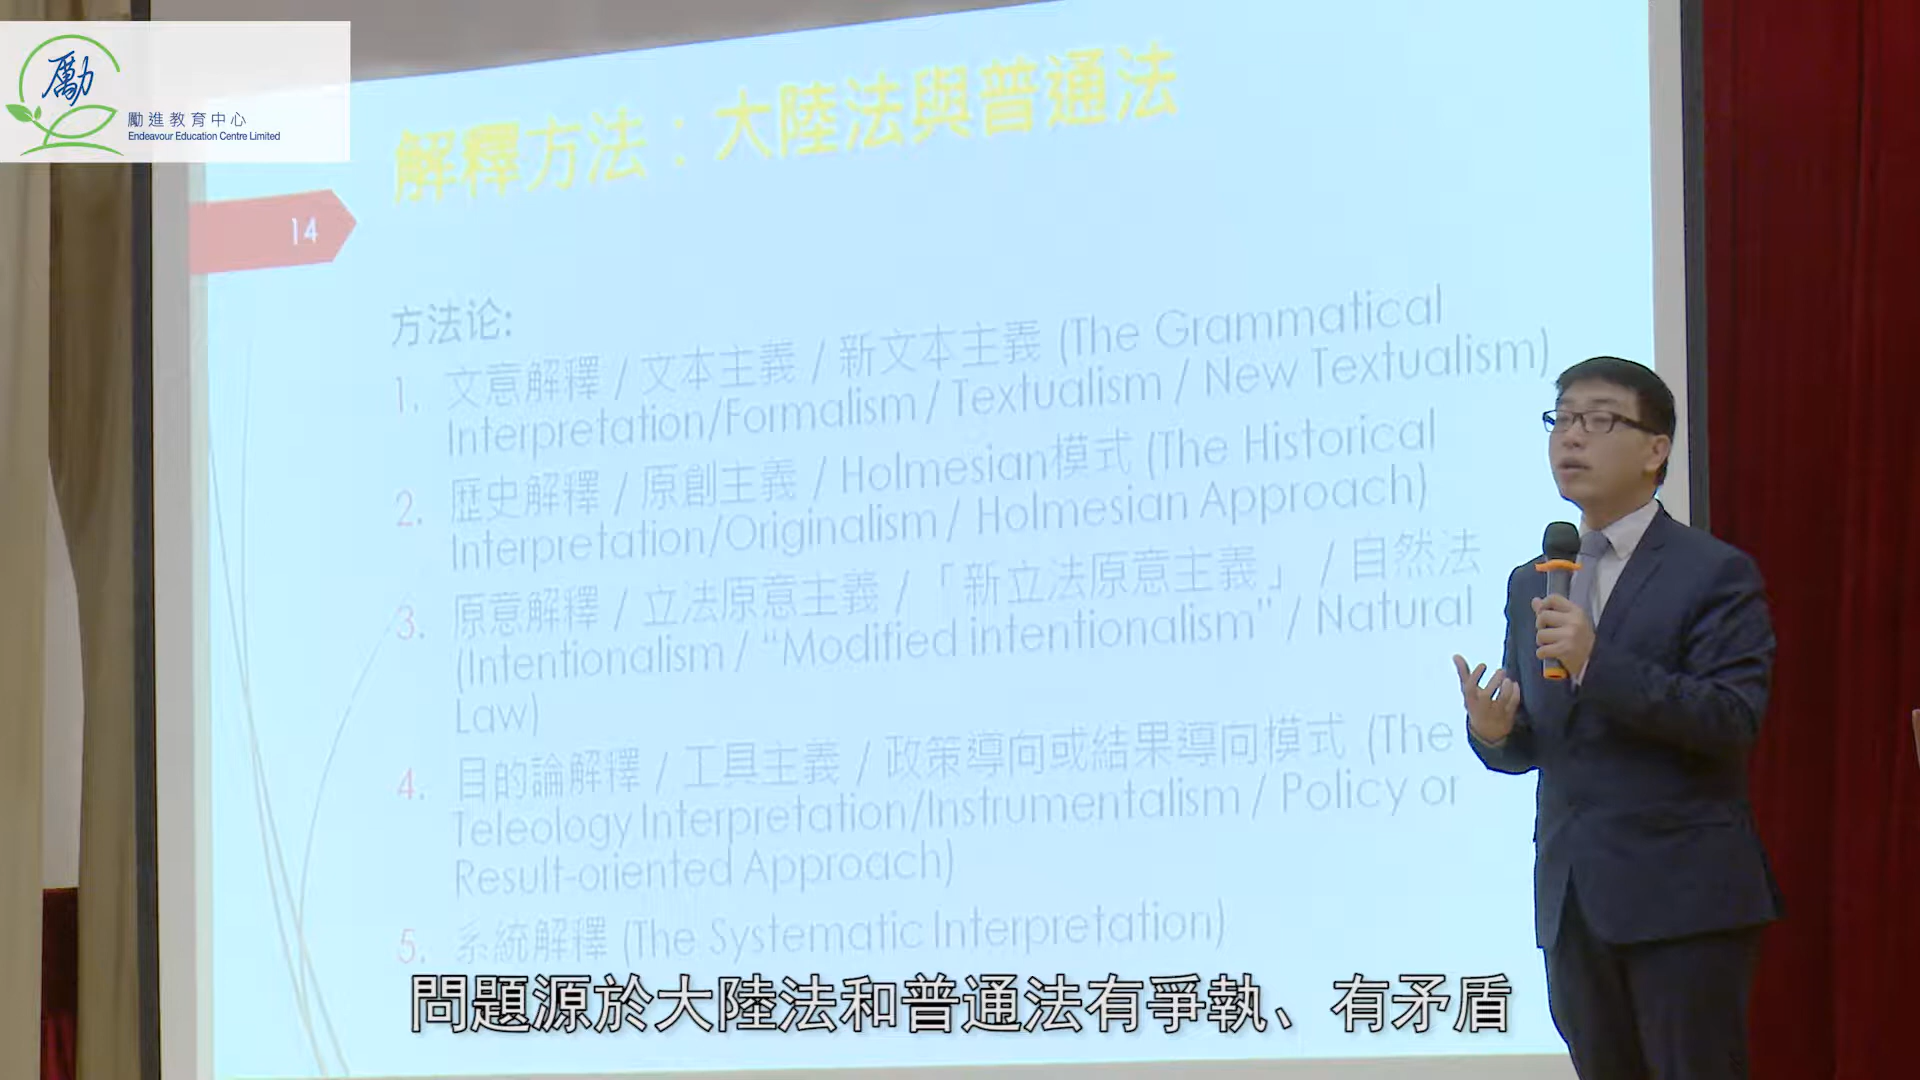 勵
勵進教育中心
Endeavour Education Centre Limited
解釋方法：大陸法與普通法
14
方法论:
1. 文意解釋 / 文本主義 / 新文本主義 (The Grammatical
Interpretation/Formalism / Textualism / New Textualism)
2. 歷史解釋 / 原創主義 / Holmesian模式 (The Historical
Interpretation/Originalism / Holmesian Approach)
3. 原意解釋 / 立法原意主義 / 「新立法原意主義」 / 自然法
(Intentionalism / “Modified intentionalism” / Natural
Law)
4. 目的論解釋 / 工具主義 / 政策導向或結果導向模式 (The
Teleology Interpretation/Instrumentalism / Policy or
Result-oriented Approach)
5. 系統解釋 (The Systematic Interpretation)
問題源於大陸法和普通法有爭執、有矛盾